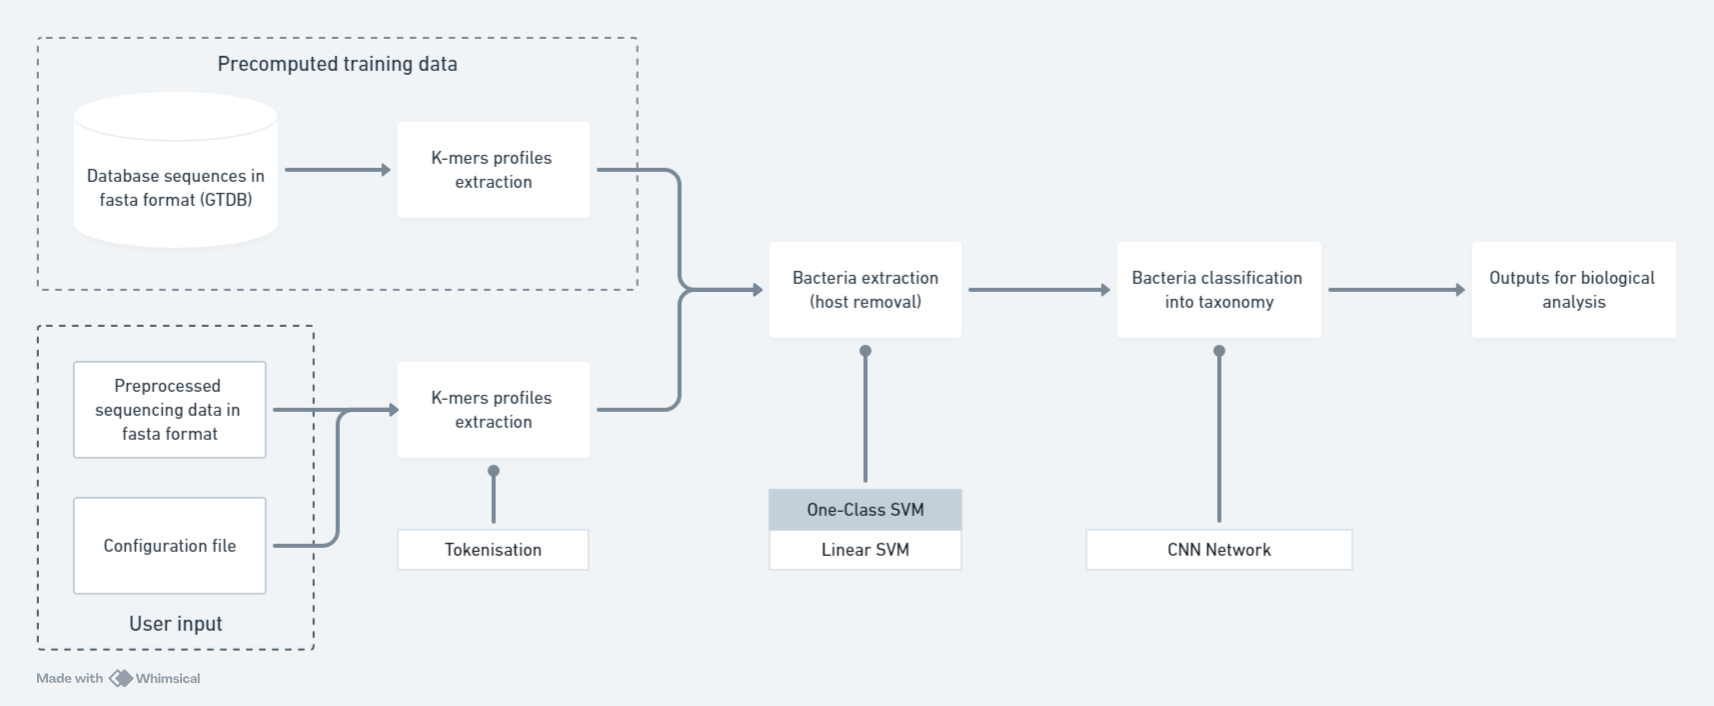 Precomputed training data
Database sequences in
fasta format (GTDB)
K-mers profiles
extraction
Preprocessed
sequencing data in
fasta format
Configuration file
User input
K-mers profiles
extraction
Tokenisation
Bacteria extraction
(host removal)
One-Class SVM
Linear SVM
Bacteria classification
into taxonomy
CNN Network
Outputs for biological
analysis
Made with Whimsical